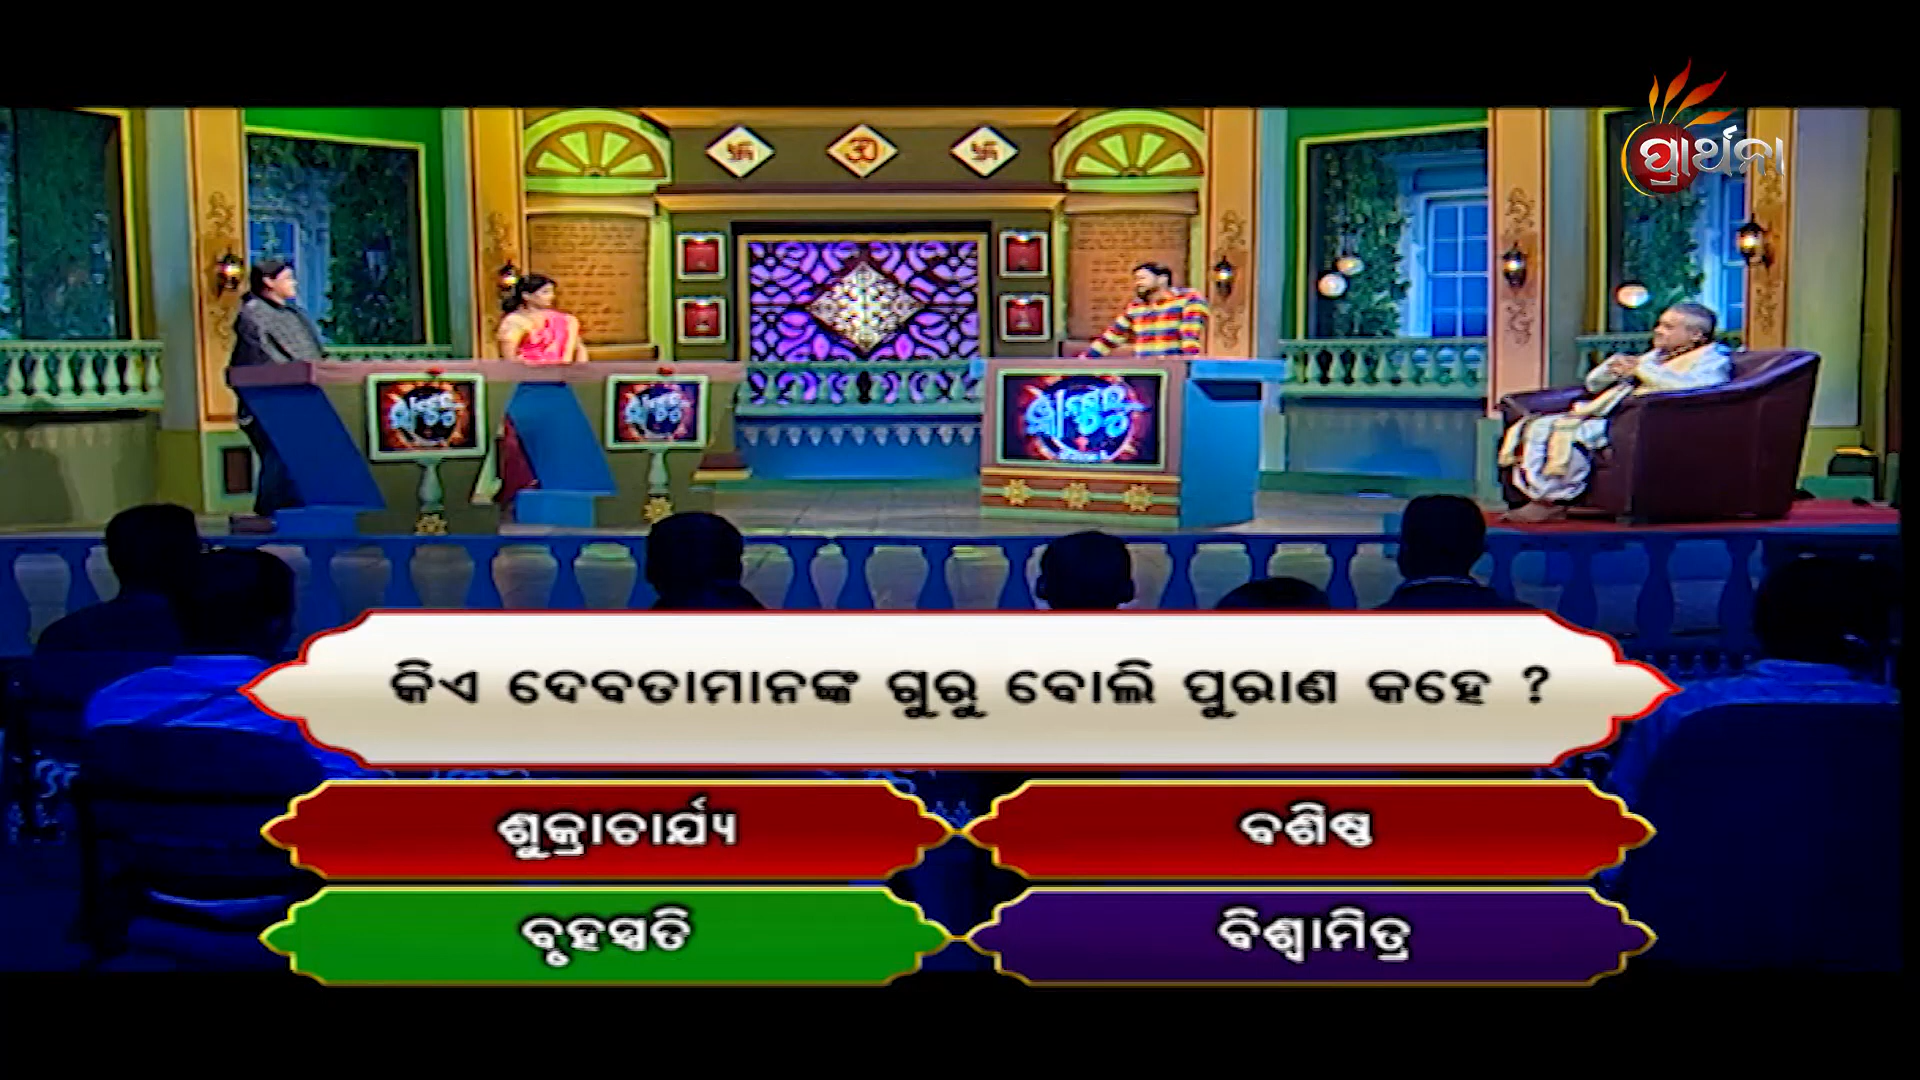 ପ୍ରାର୍ଥନା
କିଏ ଦେବତାମାନଙ୍କ ଗୁରୁ ବୋଲି ପୁରାଣ କହେ ?
ଶୁକ୍ରାଚାର୍ଯ୍ୟ
ବଶିଷ୍ଠ
ବୃହସ୍ପତି
ବିଶ୍ୱାମିତ୍ର